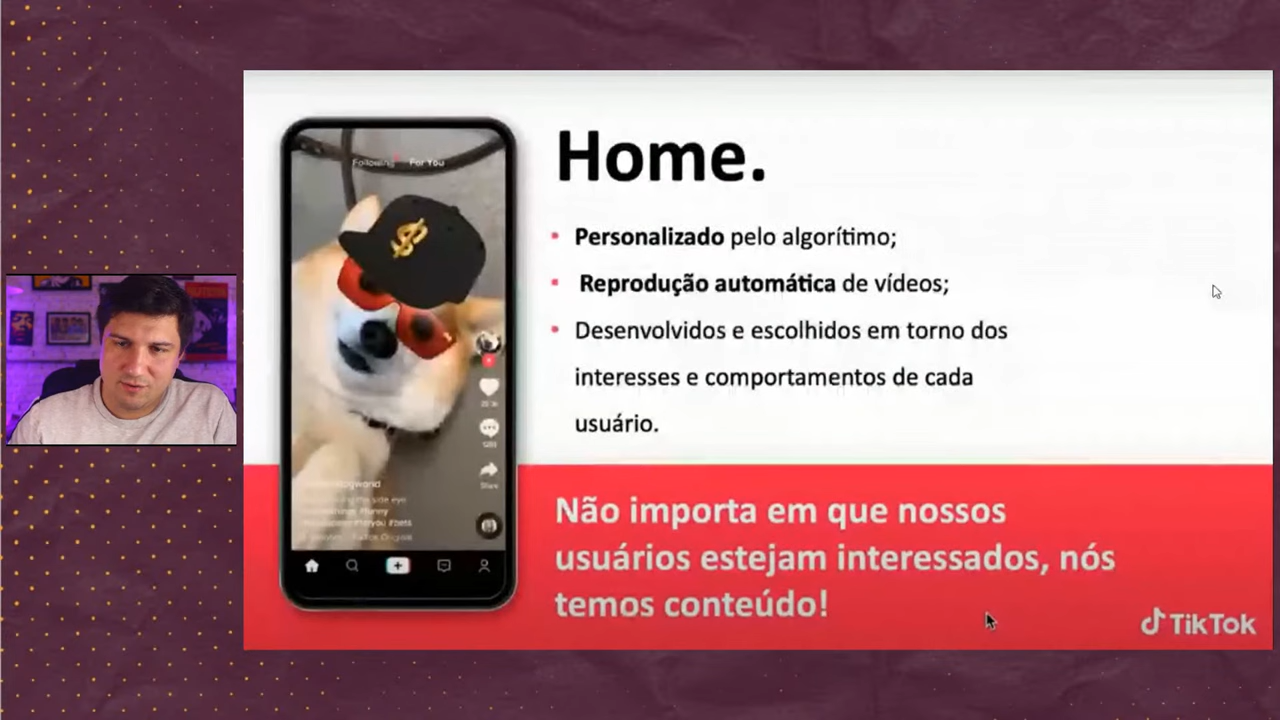 Following For You
Home.
Personalizado pelo algorítimo;
Reprodução automática de vídeos;
Desenvolvidos e escolhidos em torno dos
interesses e comportamentos de cada
usuário.
Share
Não importa em que nossos
usuários estejam interessados, nós
temos conteúdo!
TikTok